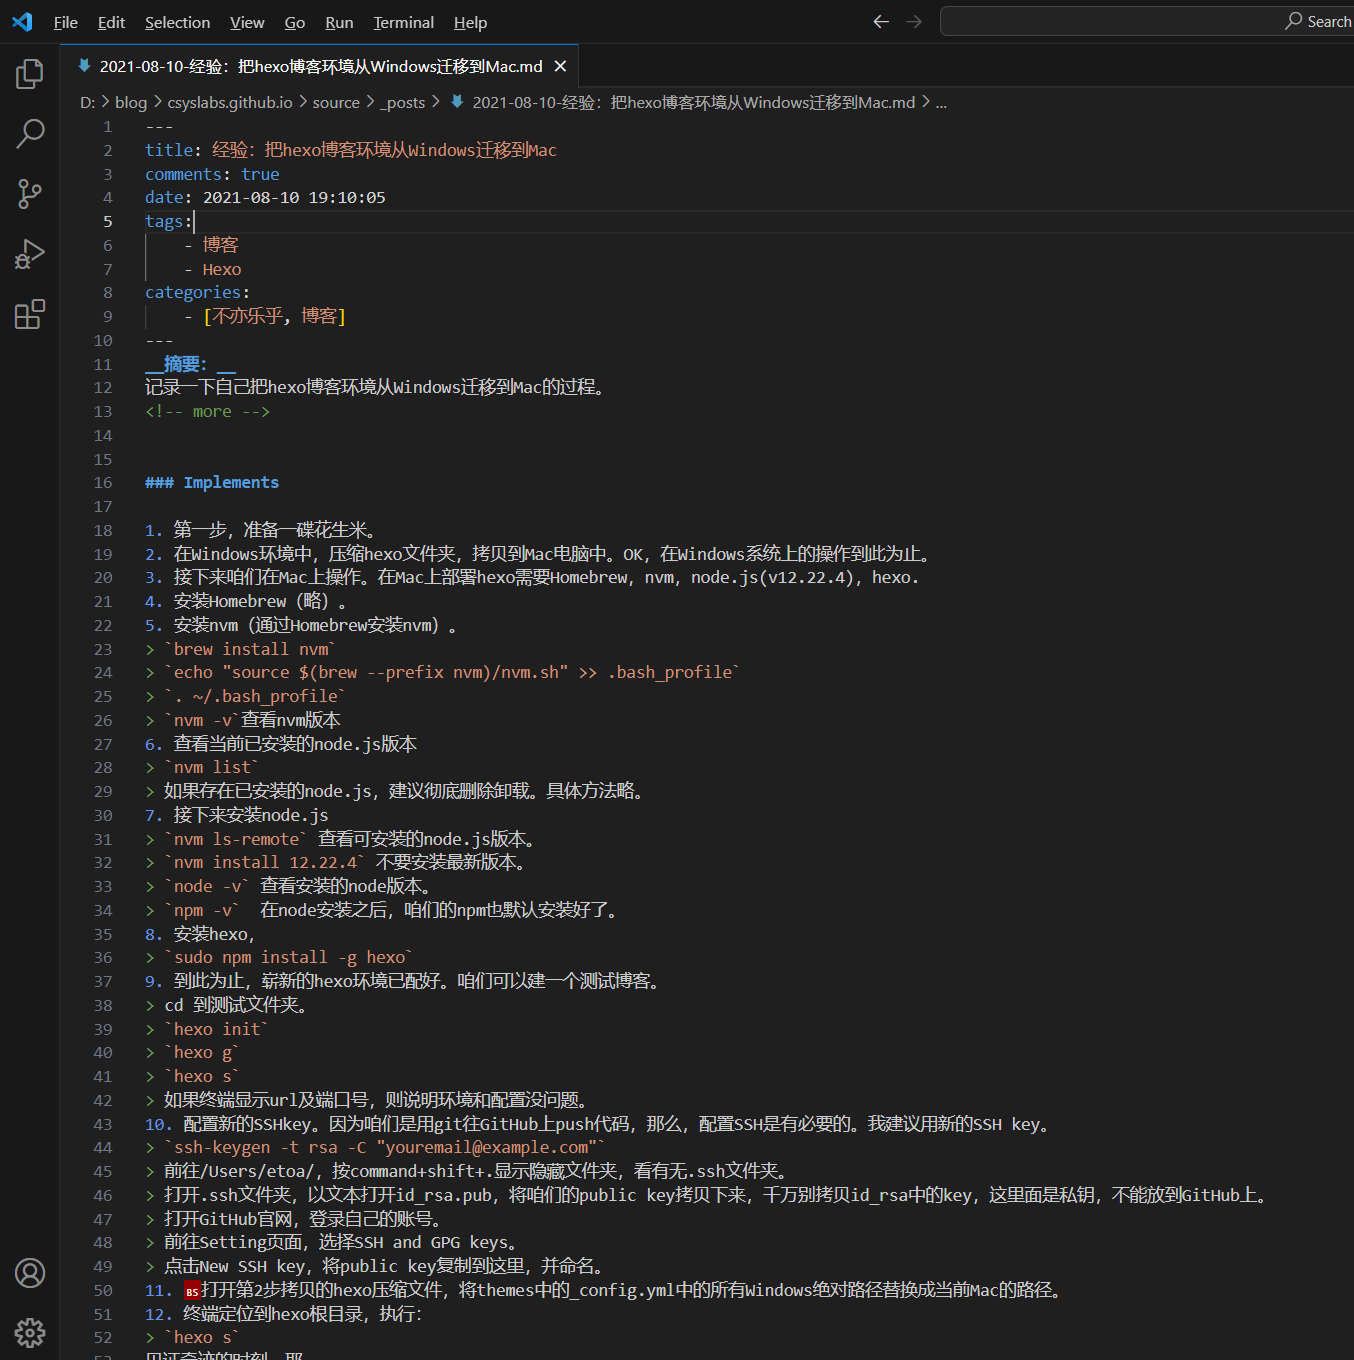 File Edit Selection View Go Run Terminal Help Search
2021-08-10-经验：把hexo博客环境从Windows迁移到Mac.md
D: > blog > csyslabs.github.io > source > _posts > 2021-08-10-经验：把hexo博客环境从Windows迁移到Mac.md > ...
1 ---
2 title: 经验：把hexo博客环境从Windows迁移到Mac
3 comments: true
4 date: 2021-08-10 19:10:05
5 tags:
6 - 博客
7 - Hexo
8 categories:
9 - [不亦乐乎, 博客]
10 ---
11 __摘要：__
12 记录一下自己把hexo博客环境从Windows迁移到Mac的过程。
13 <!-- more -->
14
15
16 ### Implements
17
18 1. 第一步，准备一碟花生米。
19 2. 在Windows环境中，压缩hexo文件夹，拷贝到Mac电脑中。OK，在Windows系统上的操作到此为止。
20 3. 接下来咱们在Mac上操作。在Mac上部署hexo需要Homebrew，nvm，node.js(v12.22.4)，hexo.
21 4. 安装Homebrew（略）。
22 5. 安装nvm（通过Homebrew安装nvm）。
23 > `brew install nvm`
24 > `echo "source $(brew --prefix nvm)/nvm.sh" >> .bash_profile`
25 > `. ~/.bash_profile`
26 > `nvm -v`查看nvm版本
27 6. 查看当前已安装的node.js版本
28 > `nvm list`
29 > 如果存在已安装的node.js，建议彻底删除卸载。具体方法略。
30 7. 接下来安装node.js
31 > `nvm ls-remote` 查看可安装的node.js版本。
32 > `nvm install 12.22.4` 不要安装最新版本。
33 > `node -v` 查看安装的node版本。
34 > `npm -v`  在node安装之后，咱们的npm也默认安装好了。
35 8. 安装hexo，
36 > `sudo npm install -g hexo`
37 9. 到此为止，崭新的hexo环境已配好。咱们可以建一个测试博客。
38 > cd 到测试文件夹。
39 > `hexo init`
40 > `hexo g`
41 > `hexo s`
42 > 如果终端显示url及端口号，则说明环境和配置没问题。
43 10. 配置新的SSHkey。因为咱们是用git往GitHub上push代码，那么，配置SSH是有必要的。我建议用新的SSH key。
44 > `ssh-keygen -t rsa -C "youremail@example.com"`
45 > 前往/Users/etoa/，按command+shift+.显示隐藏文件夹，看有无.ssh文件夹。
46 > 打开.ssh文件夹，以文本打开id_rsa.pub，将咱们的public key拷贝下来，千万别拷贝id_rsa中的key，这里面是私钥，不能放到GitHub上。
47 > 打开GitHub官网，登录自己的账号。
48 > 前往Setting页面，选择SSH and GPG keys。
49 > 点击New SSH key，将public key复制到这里，并命名。
50 11. BS打开第2步拷贝的hexo压缩文件，将themes中的_config.yml中的所有Windows绝对路径替换成当前Mac的路径。
51 12. 终端定位到hexo根目录，执行：
52 > `hexo s`